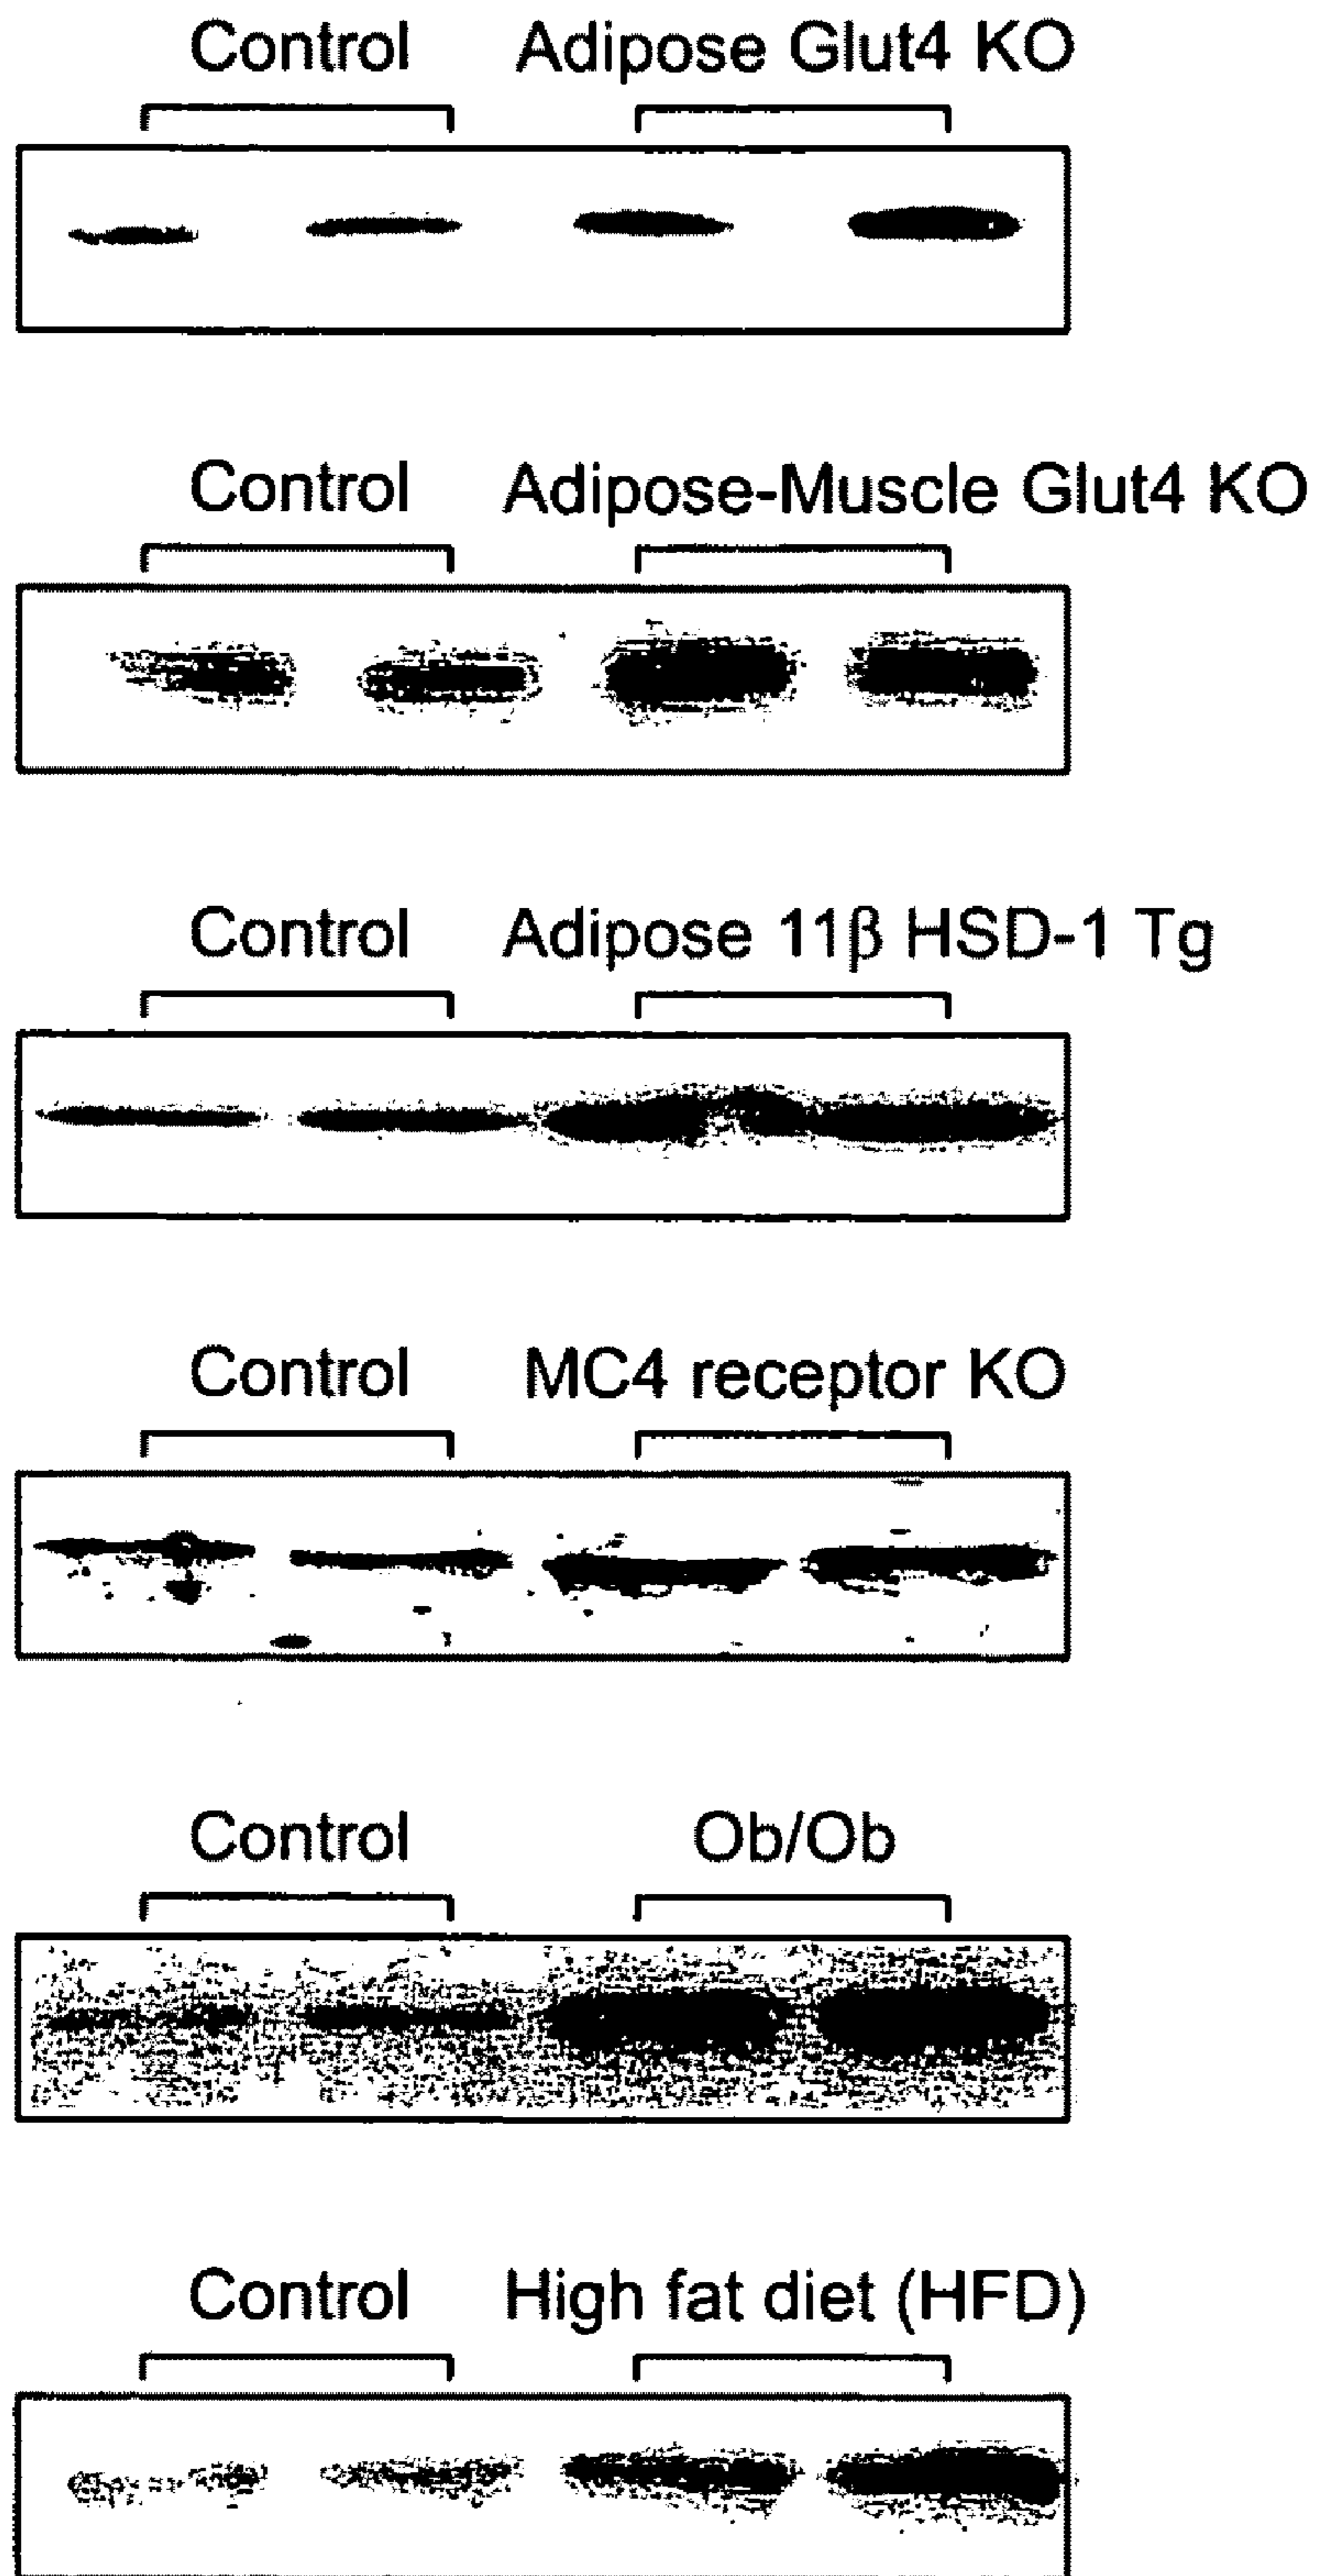 Control Adipose Glut4 KO
Control Adipose-Muscle Glut4 KO
Control Adipose 11β HSD-1 Tg
Control MC4 receptor KO
Control Ob/Ob
Control High fat diet (HFD)